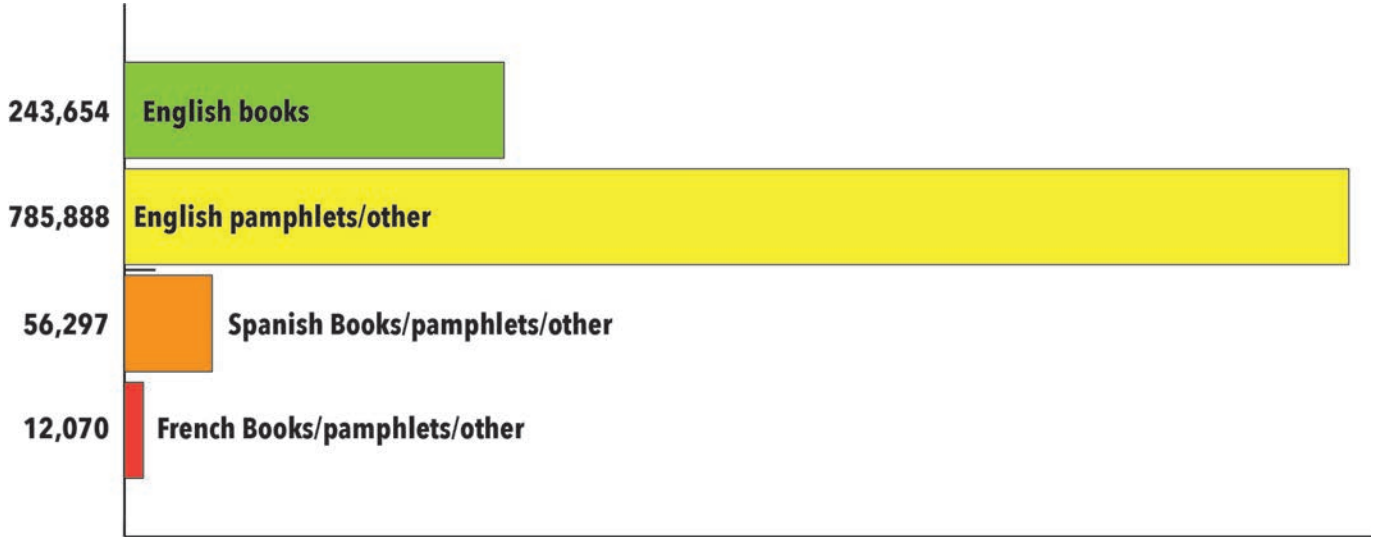 243,654 English books
785,888 English pamphlets/other
56,297 Spanish Books/pamphlets/other
12,070 French Books/pamphlets/other